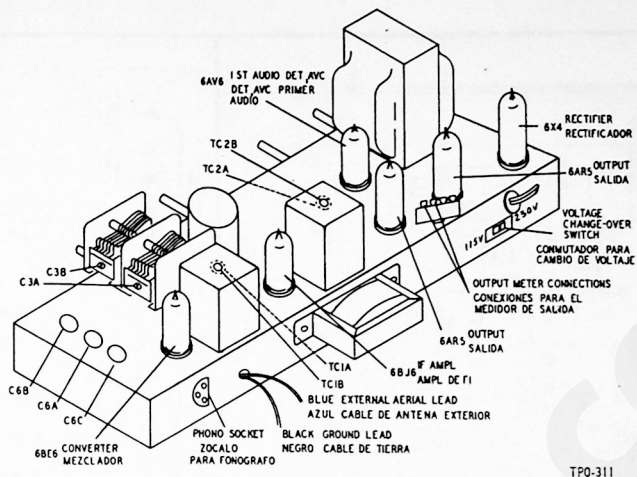 6AV6
1 ST AUDIO DET, AVC
DET, AVC PRIMER
AUDÍO
TC2B
TC2A
6X4
RECTIFIER
RECTIFICADOR
6AR5
OUTPUT
SALIDA
115V
230V
VOLTAGE
CHANGE-OVER
SWITCH
CONMUTADOR PARA
CAMBIO DE VOLTAJE
C3B
C3A
OUTPUT METER CONNECTIONS
CONEXIONES PARA EL
MEDIDOR DE SALIDA
6AR5
OUTPUT
SALIDA
TC1A
TC1B
6BJ6
IF AMPL
AMPL DE FI
C6B
C6A
C6C
BLUE EXTERNAL AERIAL LEAD
AZUL CABLE DE ANTENA EXTERIOR
6BE6
CONVERTER
MEZCLADOR
PHONO SOCKET
ZOCALO
PARA FONOGRAFO
BLACK GROUND LEAD
NEGRO CABLE DE TIERRA
TPO-311